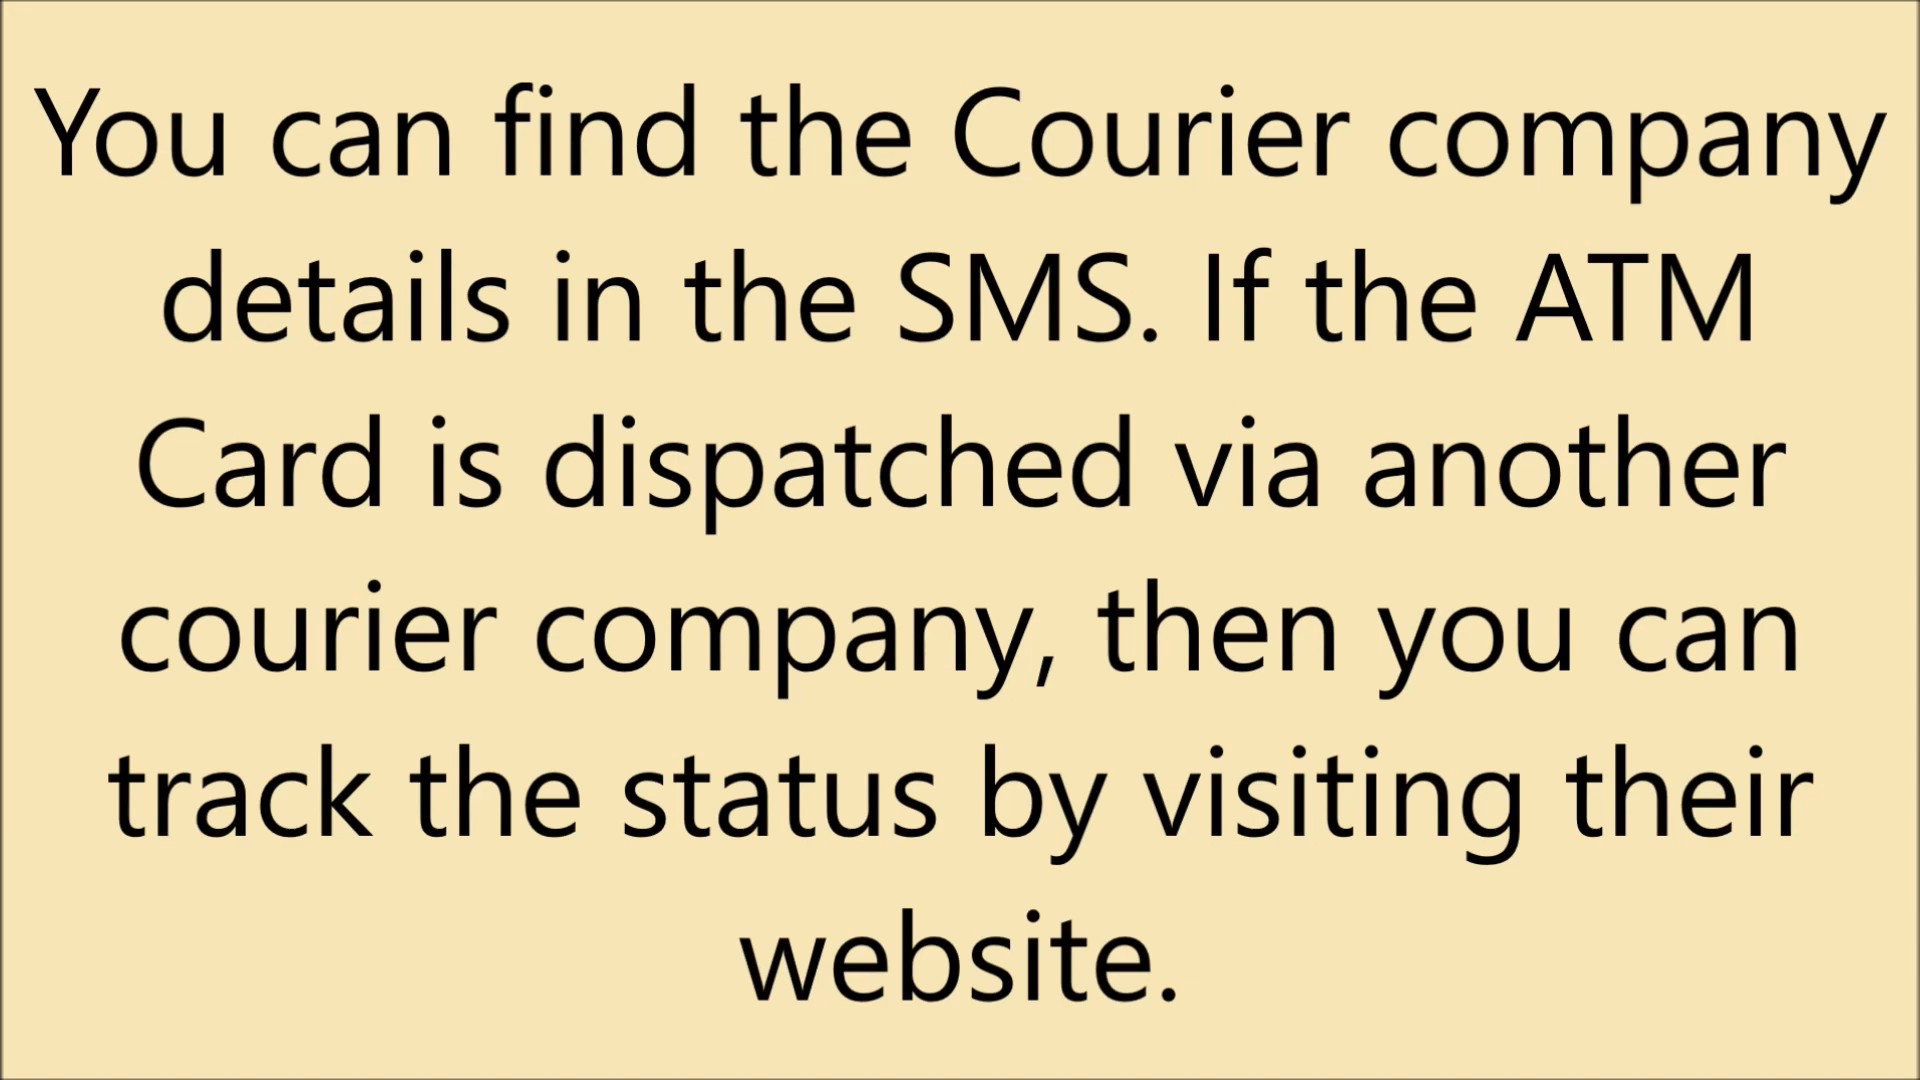 You can find the Courier company
details in the SMS. If the ATM
Card is dispatched via another
courier company, then you can
track the status by visiting their
website.